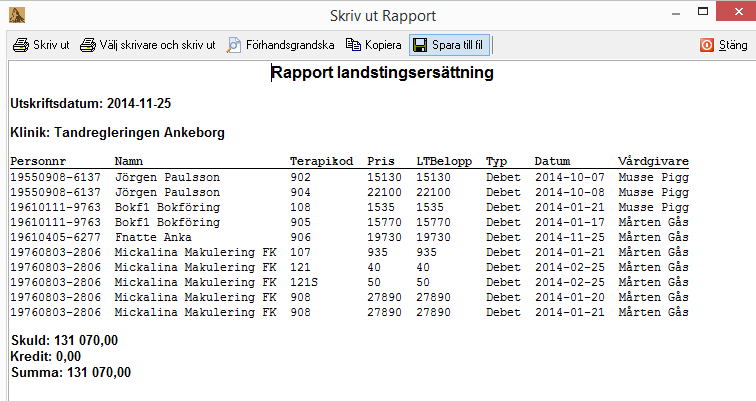 Skriv ut Rapport
Skriv ut Välj skrivare och skriv ut Förhandsgranska Kopiera Spara till fil Stäng
Rapport landstingsersättning
Utskriftsdatum: 2014-11-25
Klinik: Tandregleringen Ankeborg
Personnr Namn Terapikod Pris LTBelopp Typ Datum Vårdgivare
19550908-6137 Jörgen Paulsson 902 15130 15130 Debet 2014-10-07 Musse Pigg
19550908-6137 Jörgen Paulsson 904 22100 22100 Debet 2014-10-08 Musse Pigg
19610111-9763 Bokf1 Bokföring 108 1535 1535 Debet 2014-01-21 Musse Pigg
19610111-9763 Bokf1 Bokföring 905 15770 15770 Debet 2014-01-17 Mårten Gås
19610405-6277 Fnatte Anka 906 19730 19730 Debet 2014-11-25 Mårten Gås
19760803-2806 Mickalina Makulering FK 107 935 935 Debet 2014-01-21 Mårten Gås
19760803-2806 Mickalina Makulering FK 121 40 40 Debet 2014-02-25 Mårten Gås
19760803-2806 Mickalina Makulering FK 121S 50 50 Debet 2014-02-25 Mårten Gås
19760803-2806 Mickalina Makulering FK 908 27890 27890 Debet 2014-01-20 Mårten Gås
19760803-2806 Mickalina Makulering FK 908 27890 27890 Debet 2014-01-21 Mårten Gås
Skuld: 131 070,00
Kredit: 0,00
Summa: 131 070,00